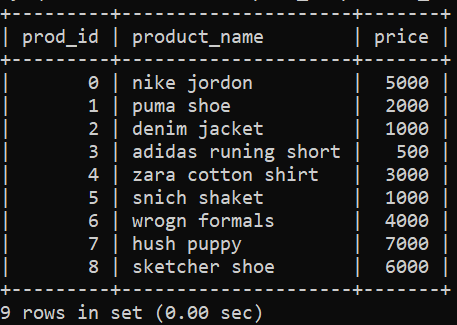 +---------+---------------------+-------+
| prod_id | product_name        | price |
+---------+---------------------+-------+
|       0 | nike jordon         |  5000 |
|       1 | puma shoe           |  2000 |
|       2 | denim jacket        |  1000 |
|       3 | adidas runing short |   500 |
|       4 | zara cotton shirt   |  3000 |
|       5 | snich shaket        |  1000 |
|       6 | wrogn formals       |  4000 |
|       7 | hush puppy          |  7000 |
|       8 | sketcher shoe       |  6000 |
+---------+---------------------+-------+
9 rows in set (0.00 sec)